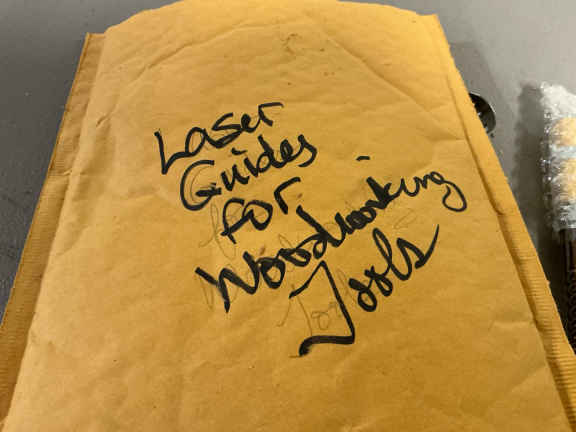 Laser
Guides
for
Woodworking
Tools